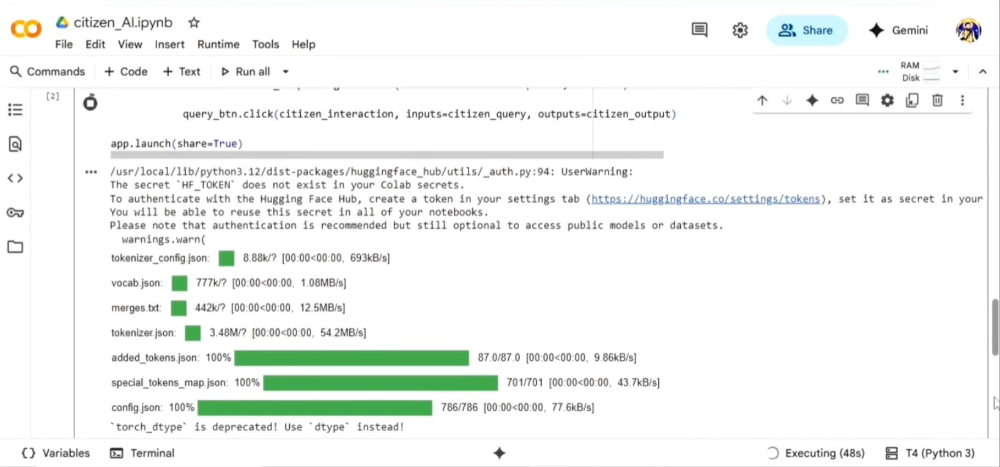 citizen_AI.ipynb
File Edit View Insert Runtime Tools Help
Share
Gemini
Commands + Code + Text Run all
RAM
Disk
[2]
query_btn.click(citizen_interaction, inputs=citizen_query, outputs=citizen_output)
app.launch(share=True)
/usr/local/lib/python3.12/dist-packages/huggingface_hub/utils/_auth.py:94: UserWarning:
The secret `HF_TOKEN` does not exist in your Colab secrets.
To authenticate with the Hugging Face Hub, create a token in your settings tab (https://huggingface.co/settings/tokens), set it as secret in your
You will be able to reuse this secret in all of your notebooks.
Please note that authentication is recommended but still optional to access public models or datasets.
warnings.warn(
tokenizer_config.json: 8.88k/? [00:00<00:00, 693kB/s]
vocab.json: 777k/? [00:00<00:00, 1.08MB/s]
merges.txt: 442k/? [00:00<00:00, 12.5MB/s]
tokenizer.json: 3.48M/? [00:00<00:00, 54.2MB/s]
added_tokens.json: 100% 87.0/87.0 [00:00<00:00, 9.86kB/s]
special_tokens_map.json: 100% 701/701 [00:00<00:00, 43.7kB/s]
config.json: 100% 786/786 [00:00<00:00, 77.6kB/s]
`torch_dtype` is deprecated! Use `dtype` instead!
Variables Terminal Executing (48s) T4 (Python 3)